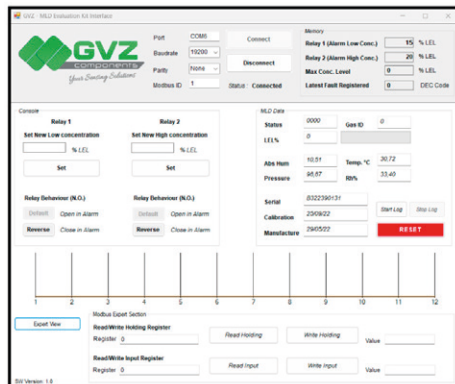 GVZ - MLD Evaluation Kit Interface
GVZ
components
Your Sensing Solutions
Port COM6
Baudrate 19200
Parity None
Modbus ID 1
Connect
Disconnect
Status : Connected
Memory
Relay 1 (Alarm Low Conc.) 15 % LEL
Relay 2 (Alarm High Conc.) 20 % LEL
Max Conc. Level 0 % LEL
Latest Fault Registered 0 DEC Code
Console
Relay 1 Relay 2
Set New Low concentration Set New High concentration
% LEL % LEL
Set Set
Relay Behaviour (N.O.) Relay Behaviour (N.O.)
Default Open in Alarm Default Open in Alarm
Reverse Close in Alarm Reverse Close in Alarm
MLD Data
Status 0000 Gas ID 0
LEL% 0
Abs Hum 10,51 Temp. °C 30,72
Pressure 98,67 Rh% 33,40
Serial B322390131
Calibration 23/09/22
Manufacture 29/05/22
Start Log Stop Log
RESET
1 2 3 4 5 6 7 8 9 10 11 12
Expert View
Modbus Expert Section
Read/Write Holding Register
Register 0 Read Holding Write Holding Value
Read/Write Input Register
Register 0 Read Input Write Input Value
SW Version: 1.0